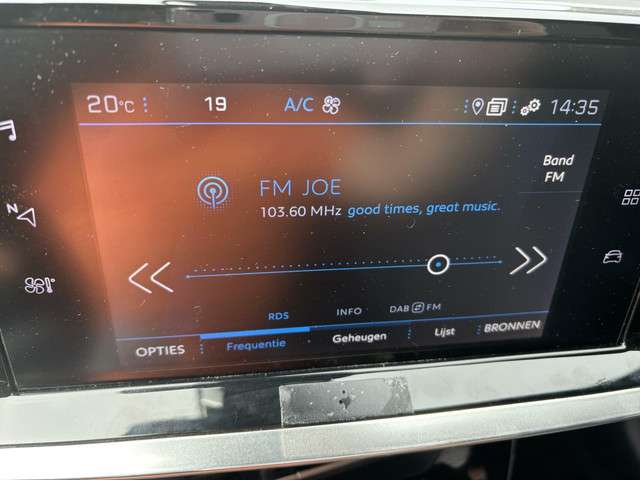 20°C 19 A/C 14:35
Band
FM
FM JOE
103.60 MHz good times, great music.
N
RDS INFO DAB FM
OPTIES Frequentie Geheugen Lijst BRONNEN